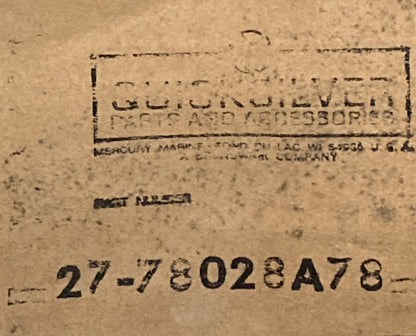 QUICKSILVER
PARTS AND ACCESSORIES
MERCURY MARINE FOND DU LAC, WI 54935 U.S.A.
A BRUNSWICK COMPANY
PART NUMBER
27-78028A78